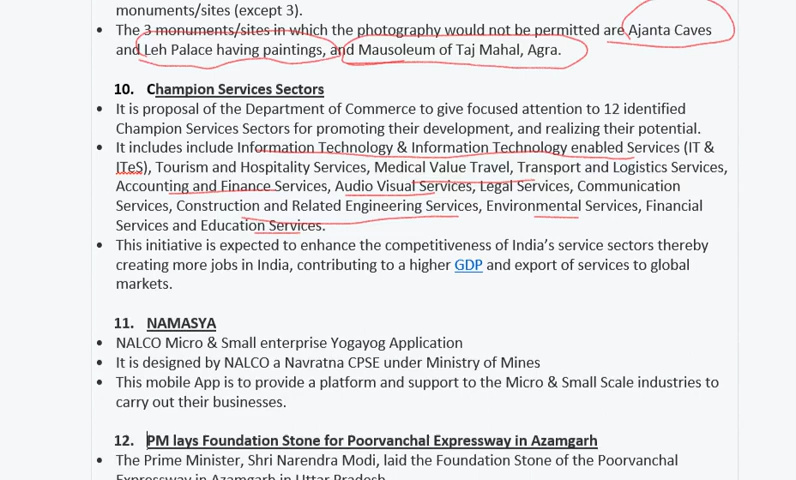 monuments/sites (except 3).
• The 3 monuments/sites in which the photography would not be permitted are Ajanta Caves
and Leh Palace having paintings, and Mausoleum of Taj Mahal, Agra.
10. Champion Services Sectors
• It is proposal of the Department of Commerce to give focused attention to 12 identified
Champion Services Sectors for promoting their development, and realizing their potential.
• It includes include Information Technology & Information Technology enabled Services (IT &
ITeS), Tourism and Hospitality Services, Medical Value Travel, Transport and Logistics Services,
Accounting and Finance Services, Audio Visual Services, Legal Services, Communication
Services, Construction and Related Engineering Services, Environmental Services, Financial
Services and Education Services.
• This initiative is expected to enhance the competitiveness of India's service sectors thereby
creating more jobs in India, contributing to a higher GDP and export of services to global
markets.
11. NAMASYA
• NALCO Micro & Small enterprise Yogayog Application
• It is designed by NALCO a Navratna CPSE under Ministry of Mines
• This mobile App is to provide a platform and support to the Micro & Small Scale industries to
carry out their businesses.
12. PM lays Foundation Stone for Poorvanchal Expressway in Azamgarh
• The Prime Minister, Shri Narendra Modi, laid the Foundation Stone of the Poorvanchal
Expressway in Azamgarh in Uttar Pradesh